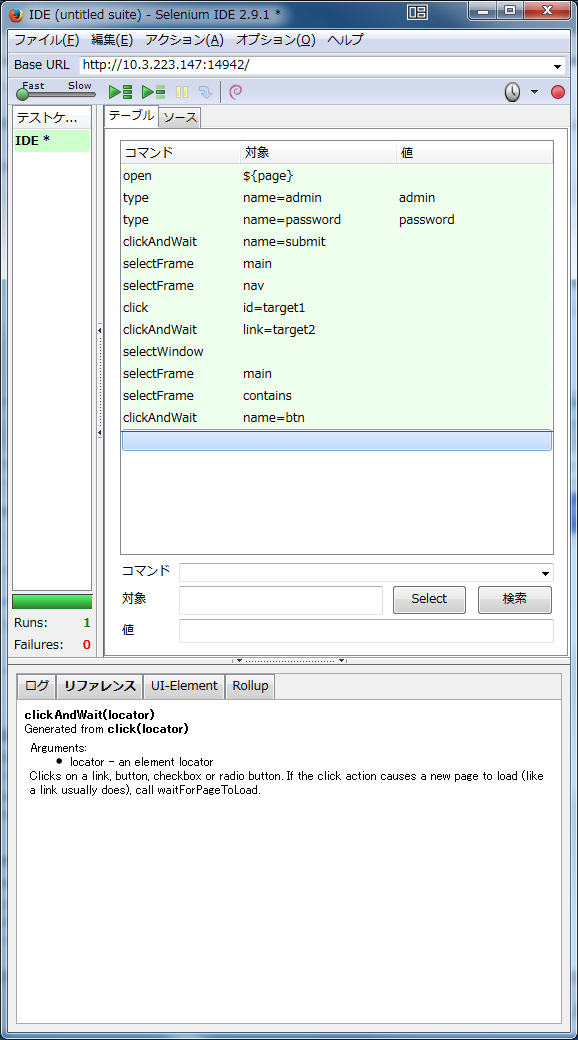 IDE (untitled suite) - Selenium IDE 2.9.1 *
ファイル(F) 編集(E) アクション(A) オプション(O) ヘルプ
Base URL http://10.3.223.147:14942/
Fast Slow
テストケ... テーブル ソース
IDE *
コマンド 対象 値
open ${page}
type name=admin admin
type name=password password
clickAndWait name=submit
selectFrame main
selectFrame nav
click id=target1
clickAndWait link=target2
selectWindow
selectFrame main
selectFrame contains
clickAndWait name=btn
コマンド
対象 Select 検索
値
Runs: 1
Failures: 0
ログ リファレンス UI-Element Rollup
clickAndWait(locator)
Generated from click(locator)
Arguments:
• locator - an element locator
Clicks on a link, button, checkbox or radio button. If the click action causes a new page to load (like
a link usually does), call waitForPageToLoad.